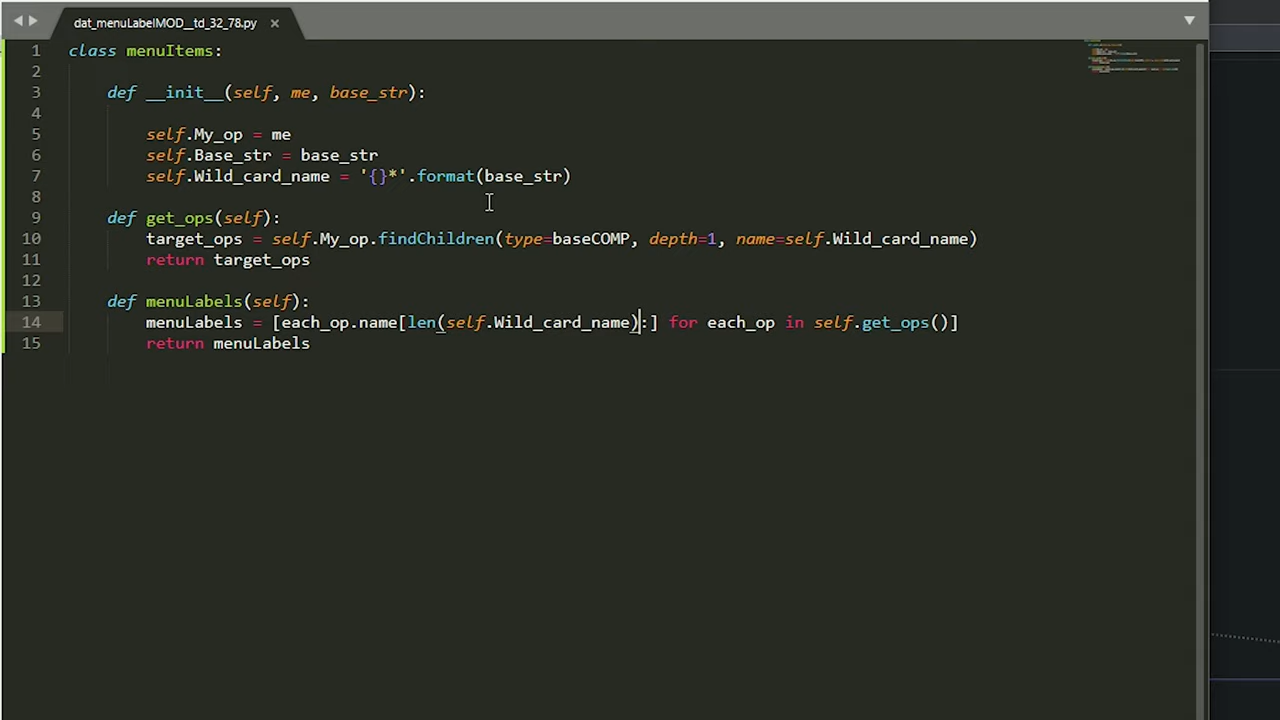 dat_menuLabelMOD__td_32_78.py ×
1 class menuItems:
2
3 def __init__(self, me, base_str):
4
5 self.My_op = me
6 self.Base_str = base_str
7 self.Wild_card_name = '{}*'.format(base_str)
8
9 def get_ops(self):
10 target_ops = self.My_op.findChildren(type=baseCOMP, depth=1, name=self.Wild_card_name)
11 return target_ops
12
13 def menuLabels(self):
14 menuLabels = [each_op.name[len(self.Wild_card_name):] for each_op in self.get_ops()]
15 return menuLabels